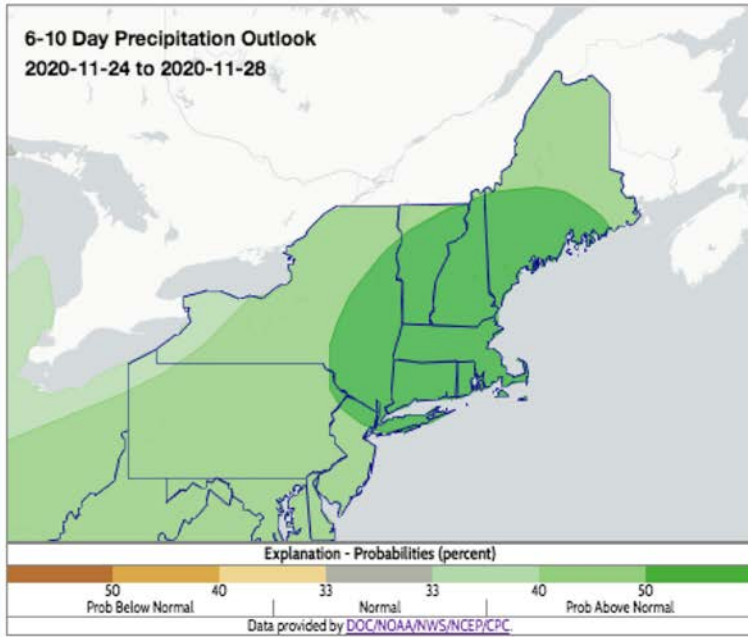 6-10 Day Precipitation Outlook
2020-11-24 to 2020-11-28
Explanation - Probabilities (percent)
50 40 33 33 40 50
Prob Below Normal | Normal | Prob Above Normal
Data provided by DOC/NOAA/NWS/NCEP/CPC.